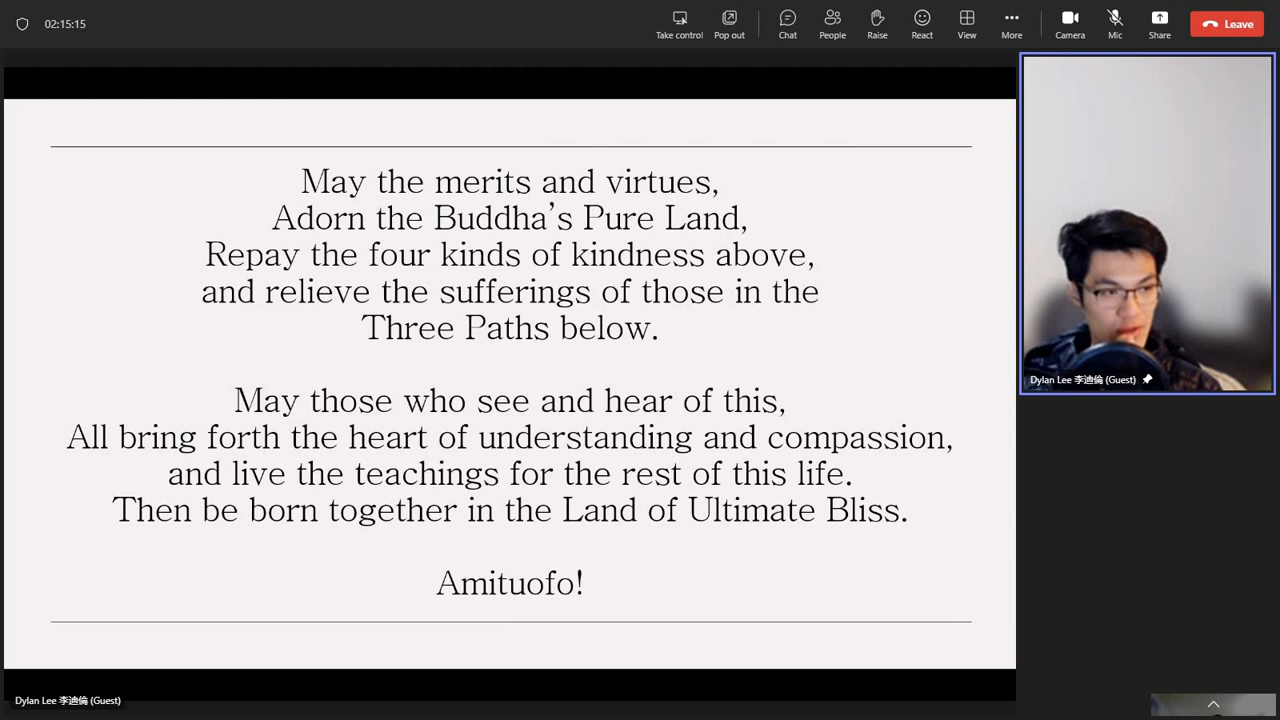 02:15:15
Take control
Pop out
Chat
People
Raise
React
View
More
Camera
Mic
Share
Leave
May the merits and virtues,
Adorn the Buddha’s Pure Land,
Repay the four kinds of kindness above,
and relieve the sufferings of those in the
Three Paths below.
May those who see and hear of this,
All bring forth the heart of understanding and compassion,
and live the teachings for the rest of this life.
Then be born together in the Land of Ultimate Bliss.
Amituofo!
Dylan Lee 李迪倫 (Guest)
Dylan Lee 李迪倫 (Guest)